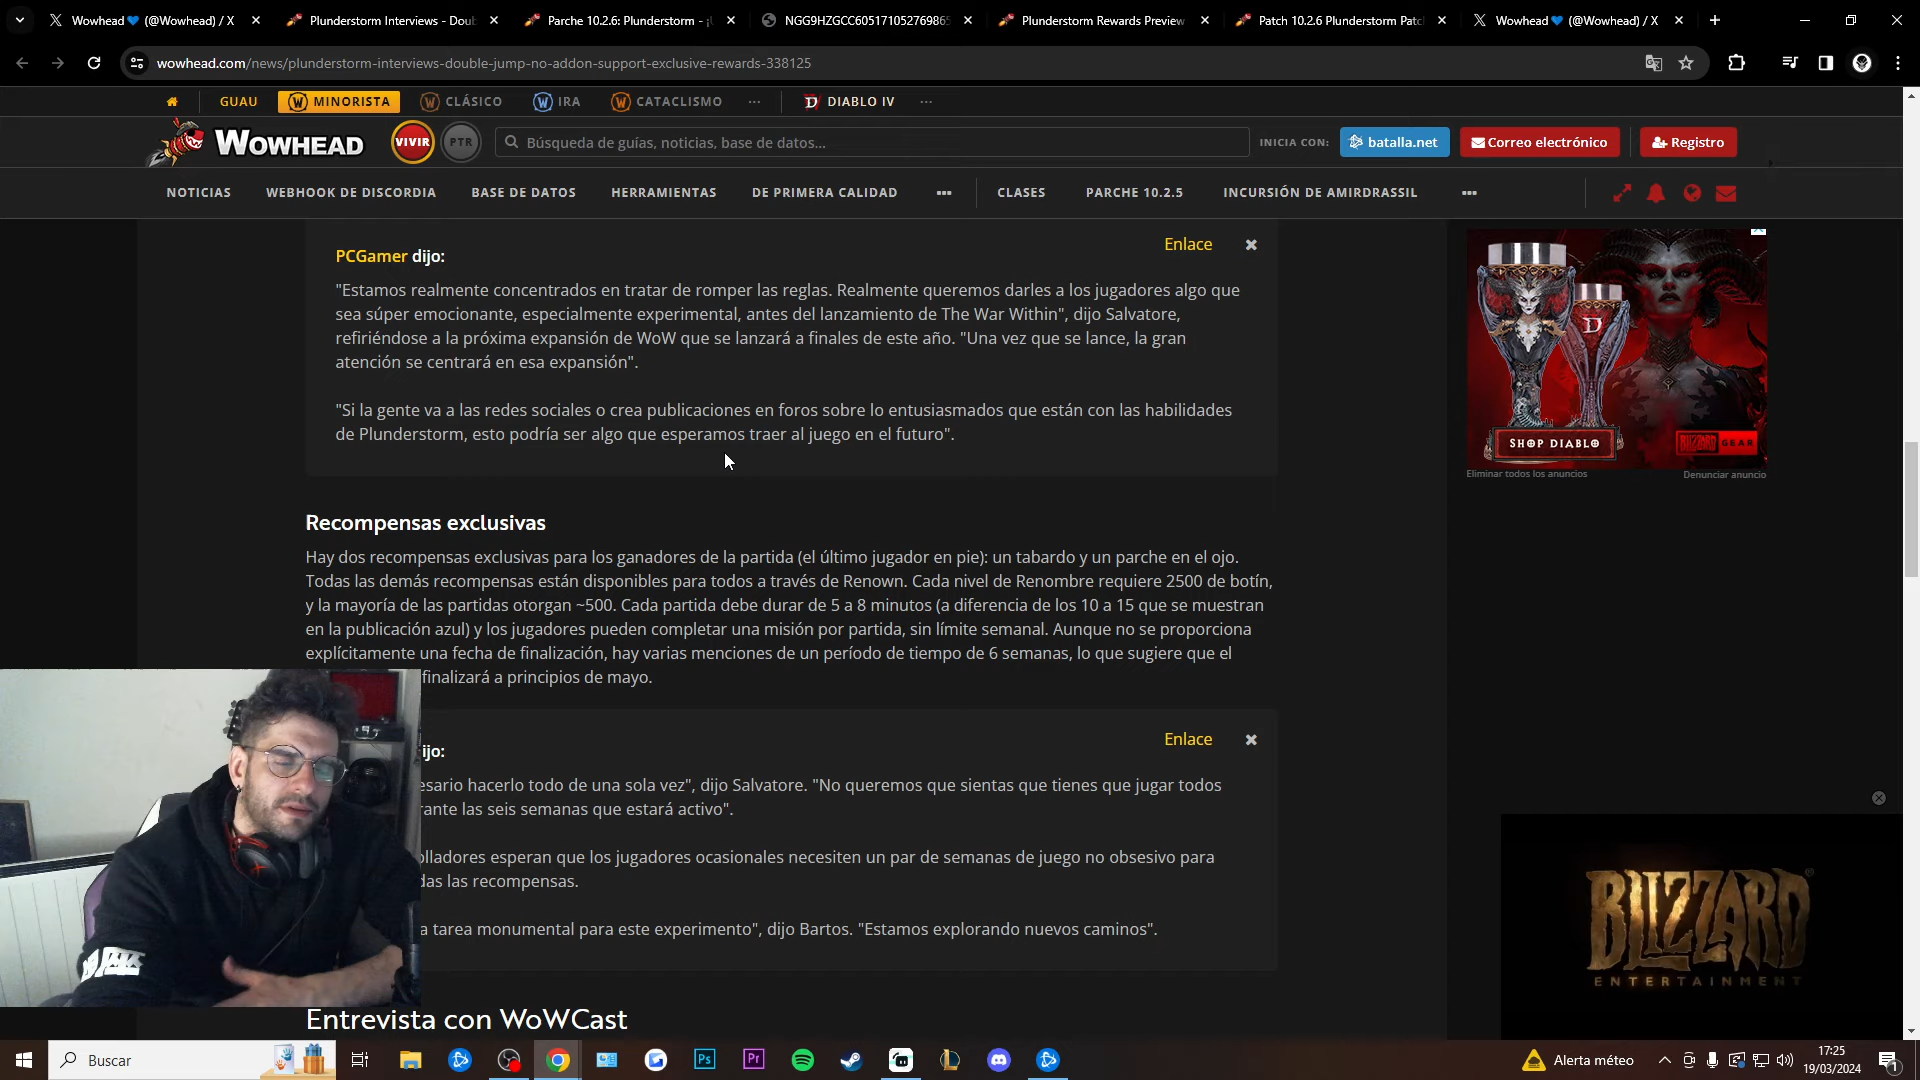 Wowhead 💙 (@Wowhead) / X
Plunderstorm Interviews - Doub
Parche 10.2.6: Plunderstorm - ¡
NGG9HZGCC605171052769865
Plunderstorm Rewards Preview
Patch 10.2.6 Plunderstorm Patc
Wowhead 💙 (@Wowhead) / X
wowhead.com/news/plunderstorm-interviews-double-jump-no-addon-support-exclusive-rewards-338125
GUAU
MINORISTA
CLÁSICO
IRA
CATACLISMO
DIABLO IV
WOWHEAD
VIVIR
PTR
Búsqueda de guías, noticias, base de datos...
INICIA CON:
batalla.net
Correo electrónico
Registro
NOTICIAS
WEBHOOK DE DISCORDIA
BASE DE DATOS
HERRAMIENTAS
DE PRIMERA CALIDAD
CLASES
PARCHE 10.2.5
INCURSIÓN DE AMIRDRASSIL
Enlace
PCGamer dijo:
"Estamos realmente concentrados en tratar de romper las reglas. Realmente queremos darles a los jugadores algo que
sea súper emocionante, especialmente experimental, antes del lanzamiento de The War Within", dijo Salvatore,
refiriéndose a la próxima expansión de WoW que se lanzará a finales de este año. "Una vez que se lance, la gran
atención se centrará en esa expansión".
"Si la gente va a las redes sociales o crea publicaciones en foros sobre lo entusiasmados que están con las habilidades
de Plunderstorm, esto podría ser algo que esperamos traer al juego en el futuro".
SHOP DIABLO
BLIZZARD GEAR
Eliminar todos los anuncios
Denunciar anuncio
Recompensas exclusivas
Hay dos recompensas exclusivas para los ganadores de la partida (el último jugador en pie): un tabardo y un parche en el ojo.
Todas las demás recompensas están disponibles para todos a través de Renown. Cada nivel de Renombre requiere 2500 de botín,
y la mayoría de las partidas otorgan ~500. Cada partida debe durar de 5 a 8 minutos (a diferencia de los 10 a 15 que se muestran
en la publicación azul) y los jugadores pueden completar una misión por partida, sin límite semanal. Aunque no se proporciona
explícitamente una fecha de finalización, hay varias menciones de un período de tiempo de 6 semanas, lo que sugiere que el
finalizará a principios de mayo.
Enlace
ijo:
esario hacerlo todo de una sola vez", dijo Salvatore. "No queremos que sientas que tienes que jugar todos
rante las seis semanas que estará activo".
olladores esperan que los jugadores ocasionales necesiten un par de semanas de juego no obsesivo para
das las recompensas.
a tarea monumental para este experimento", dijo Bartos. "Estamos explorando nuevos caminos".
BLIZZARD
ENTERTAINMENT
Entrevista con WoWCast
Buscar
Ps
Pr
Alerta méteo
17:25
19/03/2024
1